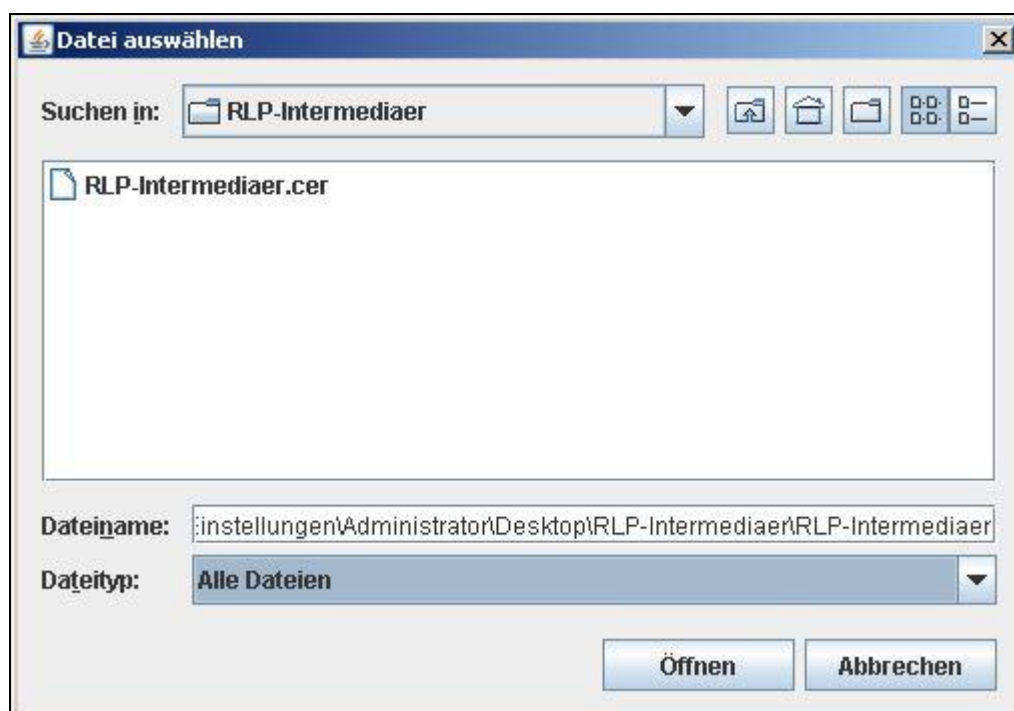 Datei auswählen
Suchen in: RLP-Intermediaer
RLP-Intermediaer.cer
Dateiname: instellungen\Administrator\Desktop\RLP-Intermediaer\RLP-Intermediaer
Dateityp: Alle Dateien
Öffnen Abbrechen